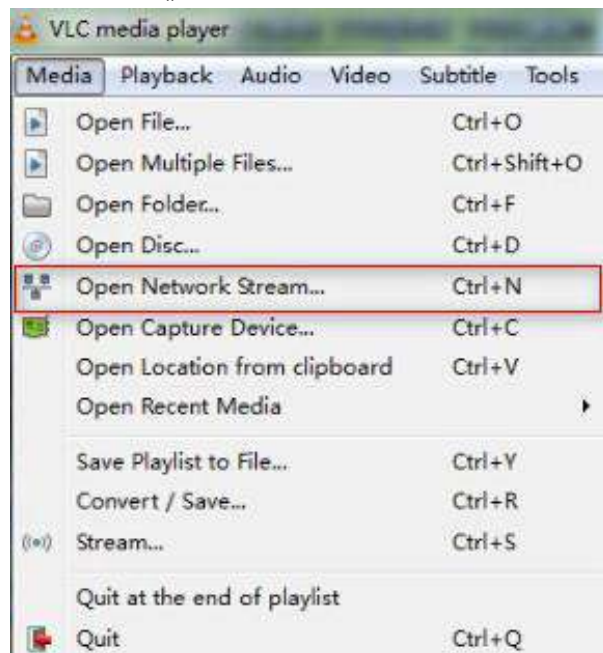 VLC media player
Media Playback Audio Video Subtitle Tools
Open File... Ctrl+O
Open Multiple Files... Ctrl+Shift+O
Open Folder... Ctrl+F
Open Disc... Ctrl+D
Open Network Stream... Ctrl+N
Open Capture Device... Ctrl+C
Open Location from clipboard Ctrl+V
Open Recent Media
Save Playlist to File... Ctrl+Y
Convert / Save... Ctrl+R
Stream... Ctrl+S
Quit at the end of playlist
Quit Ctrl+Q